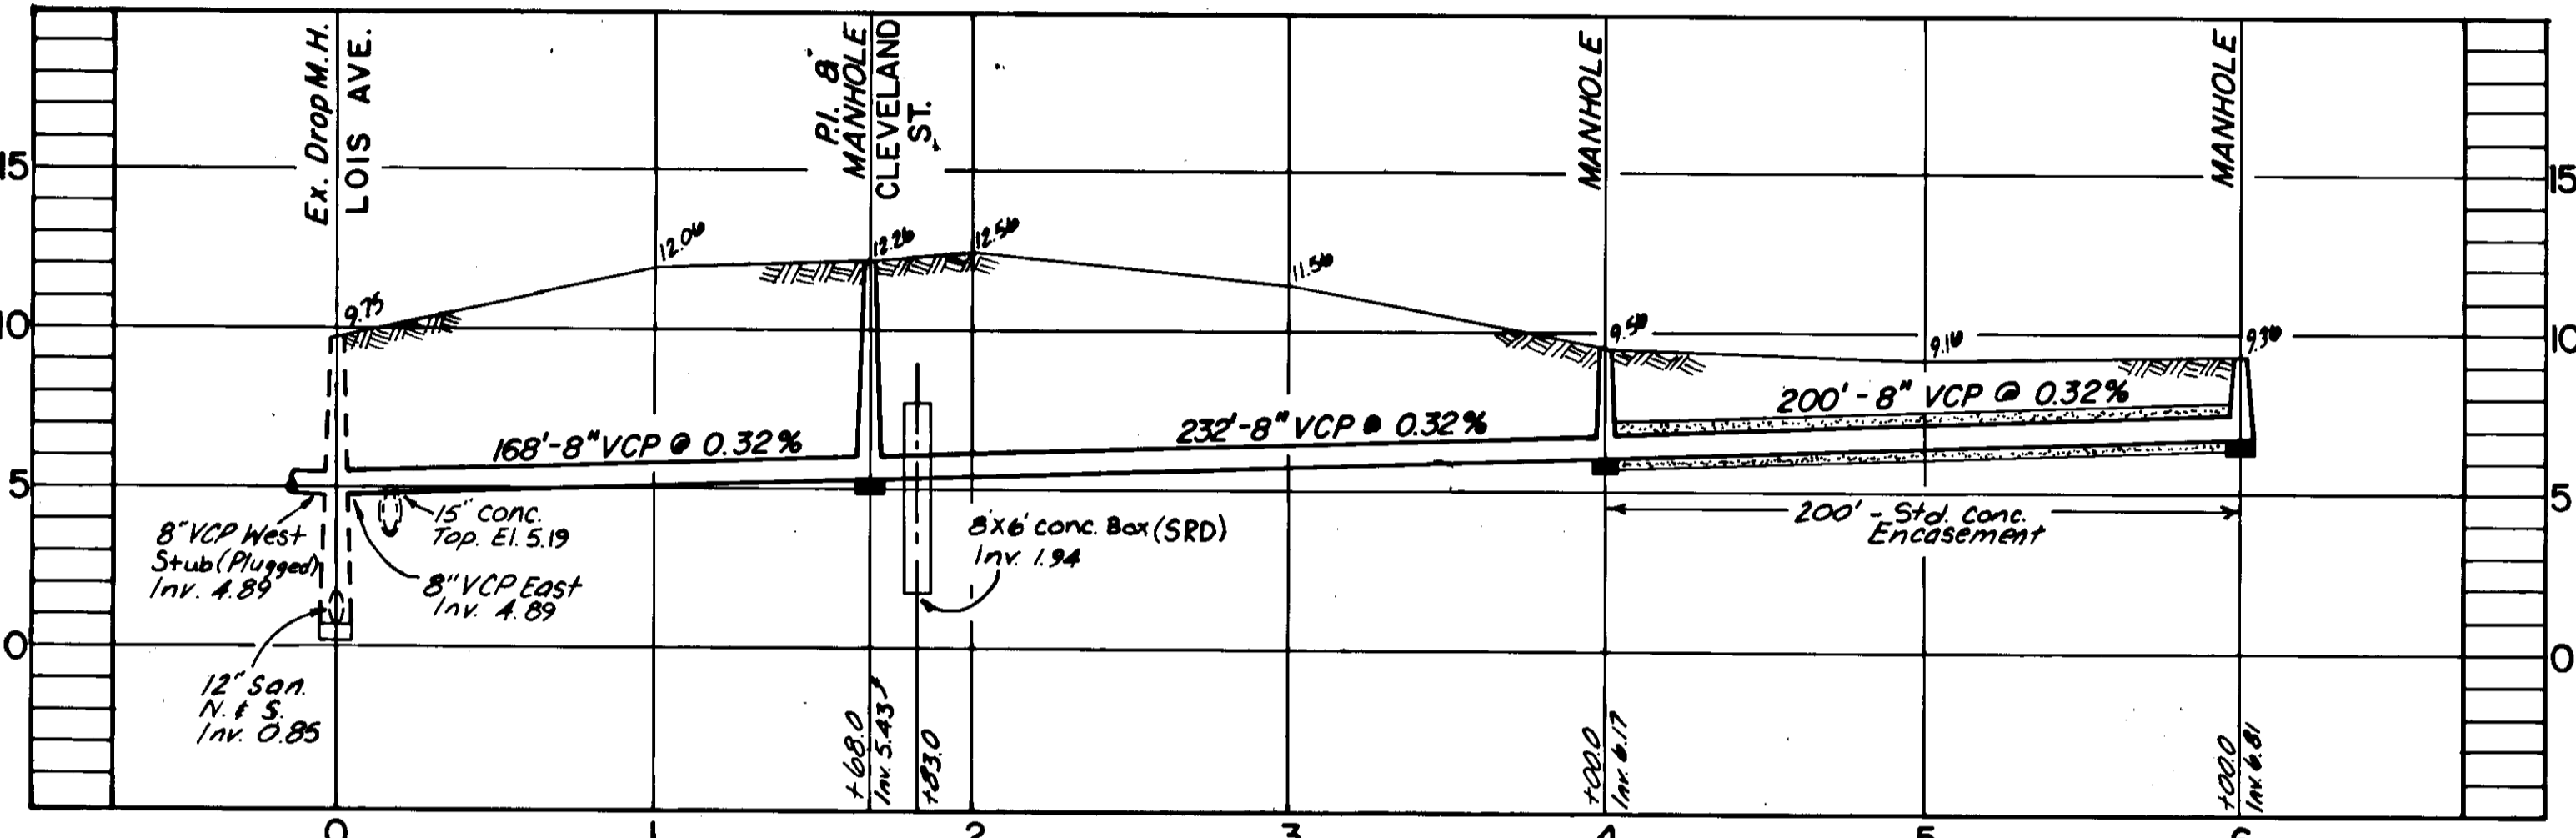 Ex. Drop M.H.
LOIS AVE.
P.I. &
MANHOLE
CLEVELAND
ST.
MANHOLE
MANHOLE
15
15
10
10
5
5
0
0
9.75
12.06
12.26
12.56
11.56
9.56
9.16
9.36
168'-8" VCP @ 0.32%
232'-8" VCP @ 0.32%
200'-8" VCP @ 0.32%
8" VCP West
Stub (Plugged)
Inv. 4.89
15" Conc.
Top. El. 5.19
8" VCP East
Inv. 4.89
8'x6' conc. Box (SRD)
Inv. 1.94
200' - Std. Conc.
Encasement
12" San.
N. & S.
Inv. 0.85
+68.0
Inv. 5.43
+83.0
+00.0
Inv. 6.17
+00.0
Inv. 6.81
0
1
2
3
4
5
6